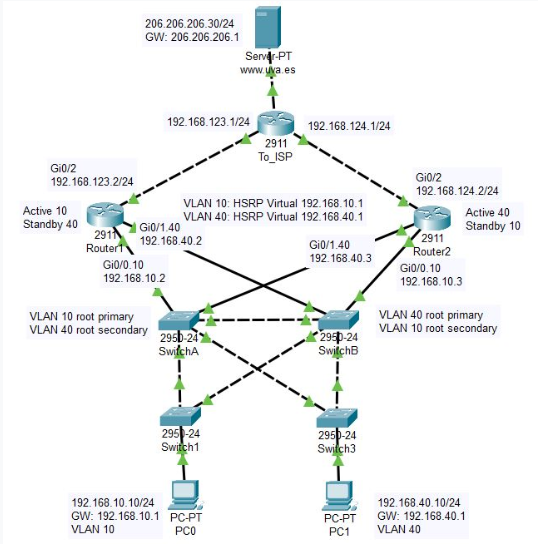 206.206.206.30/24
GW: 206.206.206.1
Server-PT
www.uva.es
192.168.123.1/24
192.168.124.1/24
2911
To_ISP
Gi0/2
192.168.123.2/24
Gi0/2
192.168.124.2/24
VLAN 10: HSRP Virtual 192.168.10.1
VLAN 40: HSRP Virtual 192.168.40.1
Active 10
Standby 40
2911
Router1
Active 40
Standby 10
2911
Router2
Gi0/1.40
192.168.40.2
Gi0/1.40
192.168.40.3
Gi0/0.10
192.168.10.2
Gi0/0.10
192.168.10.3
VLAN 10 root primary
VLAN 40 root secondary
2950-24
SwitchA
2950-24
SwitchB
VLAN 40 root primary
VLAN 10 root secondary
2950-24
Switch1
2950-24
Switch3
192.168.10.10/24
GW: 192.168.10.1
VLAN 10
PC-PT
PC0
PC-PT
PC1
192.168.40.10/24
GW: 192.168.40.1
VLAN 40